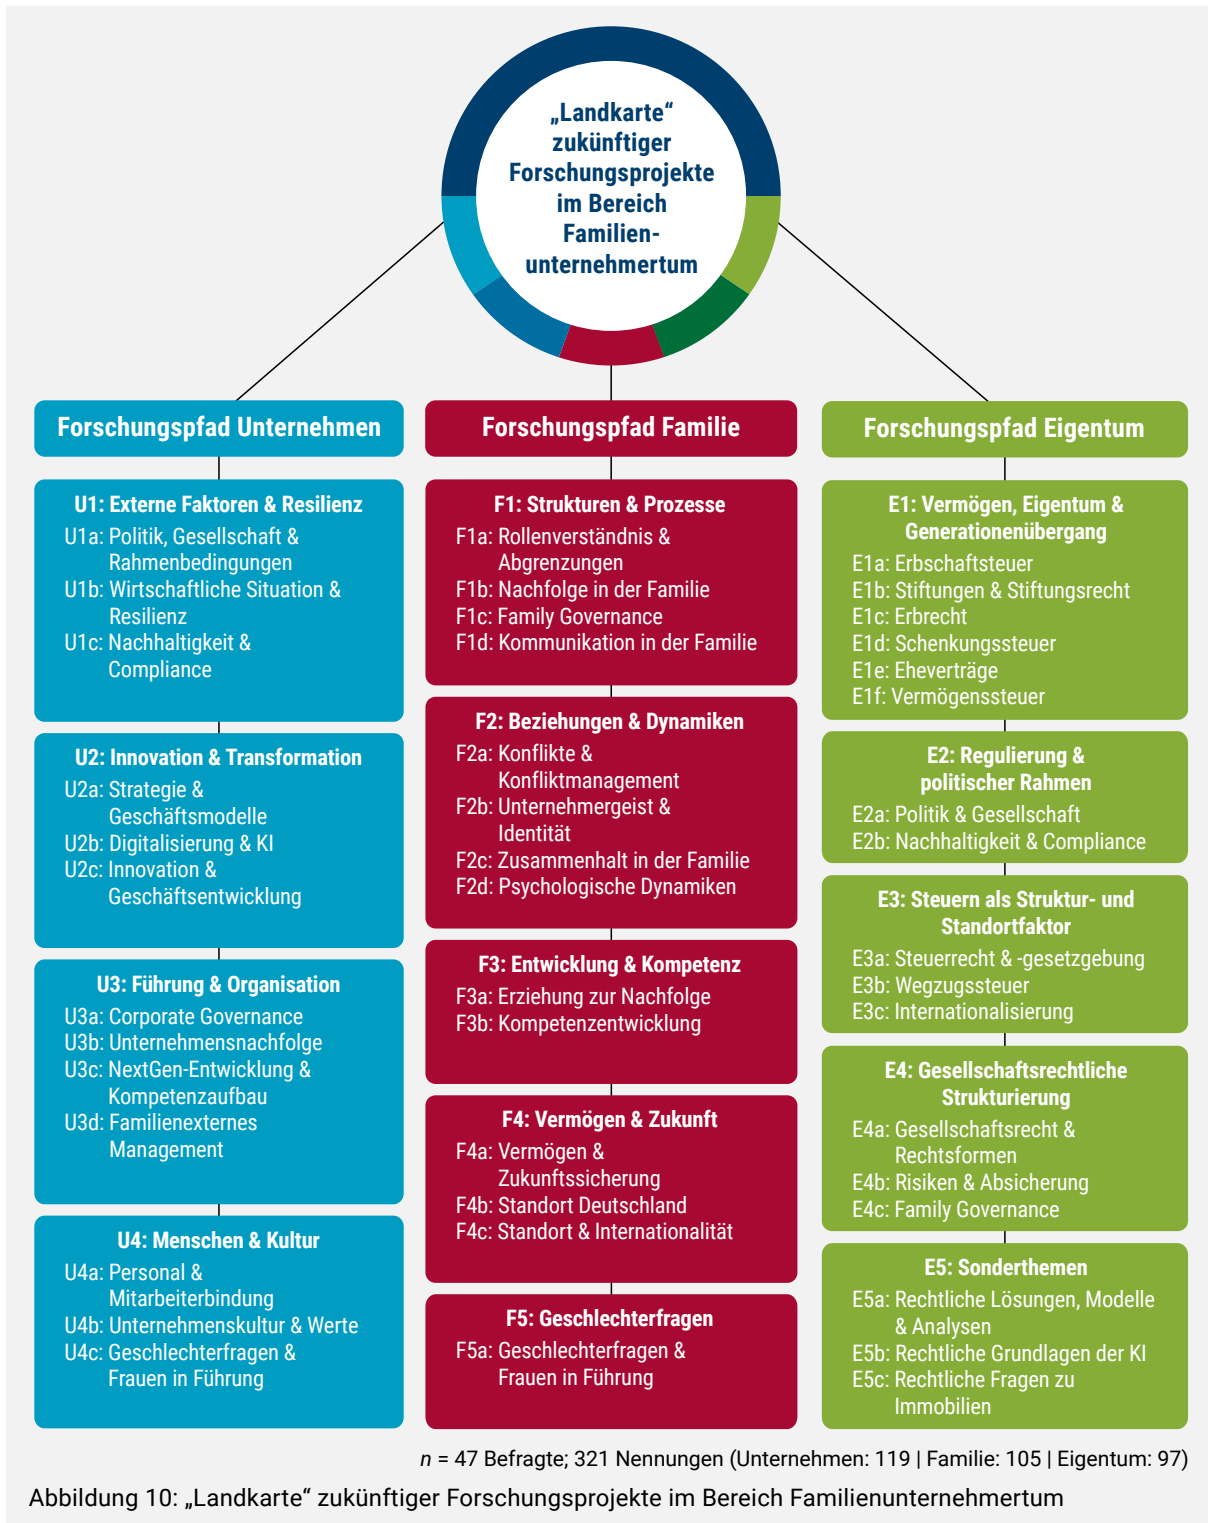 „Landkarte“
zukünftiger
Forschungsprojekte
im Bereich
Familien-
unternehmertum
Forschungspfad Unternehmen
U1: Externe Faktoren & Resilienz
U1a: Politik, Gesellschaft &
Rahmenbedingungen
U1b: Wirtschaftliche Situation &
Resilienz
U1c: Nachhaltigkeit &
Compliance
U2: Innovation & Transformation
U2a: Strategie &
Geschäftsmodelle
U2b: Digitalisierung & KI
U2c: Innovation &
Geschäftsentwicklung
U3: Führung & Organisation
U3a: Corporate Governance
U3b: Unternehmensnachfolge
U3c: NextGen-Entwicklung &
Kompetenzaufbau
U3d: Familienexternes
Management
U4: Menschen & Kultur
U4a: Personal &
Mitarbeiterbindung
U4b: Unternehmenskultur & Werte
U4c: Geschlechterfragen &
Frauen in Führung
Forschungspfad Familie
F1: Strukturen & Prozesse
F1a: Rollenverständnis &
Abgrenzungen
F1b: Nachfolge in der Familie
F1c: Family Governance
F1d: Kommunikation in der Familie
F2: Beziehungen & Dynamiken
F2a: Konflikte &
Konfliktmanagement
F2b: Unternehmergeist &
Identität
F2c: Zusammenhalt in der Familie
F2d: Psychologische Dynamiken
F3: Entwicklung & Kompetenz
F3a: Erziehung zur Nachfolge
F3b: Kompetenzentwicklung
F4: Vermögen & Zukunft
F4a: Vermögen &
Zukunftssicherung
F4b: Standort Deutschland
F4c: Standort & Internationalität
F5: Geschlechterfragen
F5a: Geschlechterfragen &
Frauen in Führung
Forschungspfad Eigentum
E1: Vermögen, Eigentum &
Generationenübergang
E1a: Erbschaftsteuer
E1b: Stiftungen & Stiftungsrecht
E1c: Erbrecht
E1d: Schenkungssteuer
E1e: Eheverträge
E1f: Vermögenssteuer
E2: Regulierung &
politischer Rahmen
E2a: Politik & Gesellschaft
E2b: Nachhaltigkeit & Compliance
E3: Steuern als Struktur- und
Standortfaktor
E3a: Steuerrecht & -gesetzgebung
E3b: Wegzugssteuer
E3c: Internationalisierung
E4: Gesellschaftsrechtliche
Strukturierung
E4a: Gesellschaftsrecht &
Rechtsformen
E4b: Risiken & Absicherung
E4c: Family Governance
E5: Sonderthemen
E5a: Rechtliche Lösungen, Modelle
& Analysen
E5b: Rechtliche Grundlagen der KI
E5c: Rechtliche Fragen zu
Immobilien
n = 47 Befragte; 321 Nennungen (Unternehmen: 119 | Familie: 105 | Eigentum: 97)
Abbildung 10: „Landkarte“ zukünftiger Forschungsprojekte im Bereich Familienunternehmertum